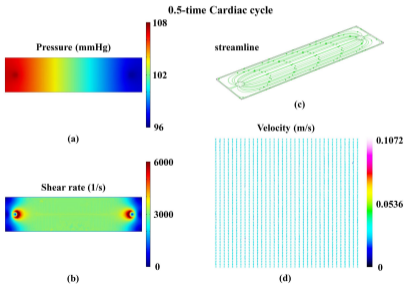 0.5-time Cardiac cycle
Pressure (mmHg)
108
102
96
(a)
streamline
(c)
Shear rate (1/s)
6000
3000
0
(b)
Velocity (m/s)
0.1072
0.0536
0
(d)